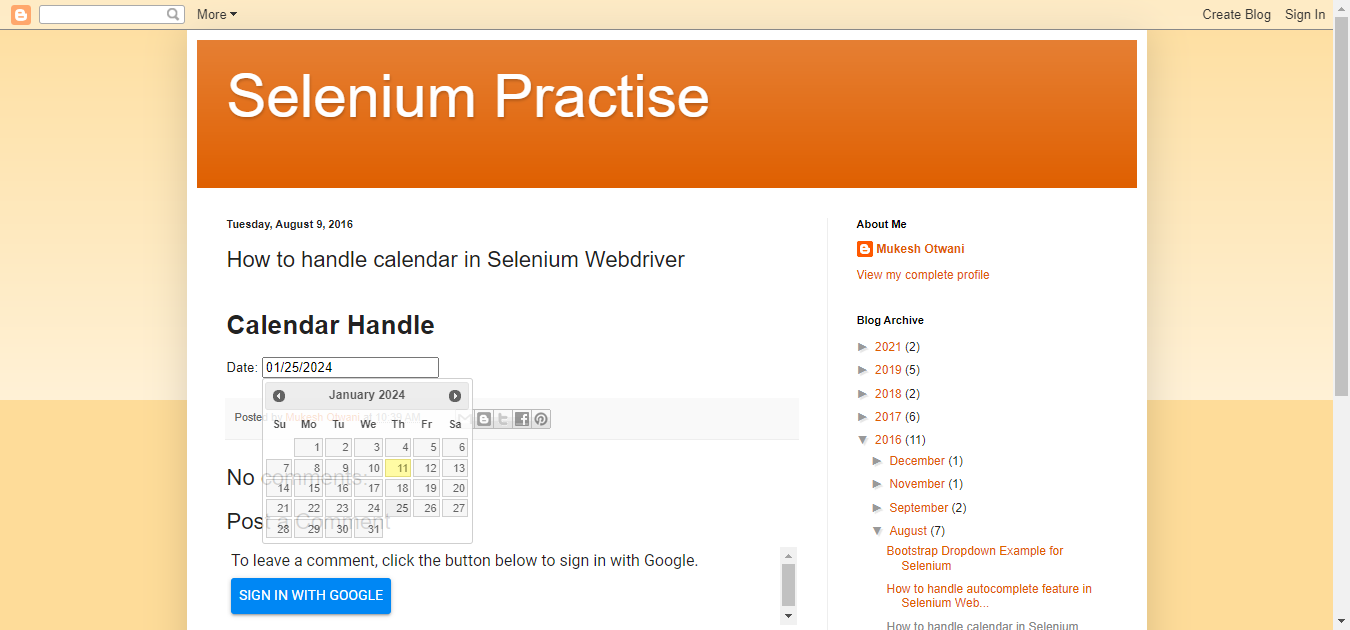 More
Create Blog Sign In
Selenium Practise
Tuesday, August 9, 2016
How to handle calendar in Selenium Webdriver
Calendar Handle
Date: 01/25/2024
January 2024
Su Mo Tu We Th Fr Sa
1 2 3 4 5 6
7 8 9 10 11 12 13
14 15 16 17 18 19 20
21 22 23 24 25 26 27
28 29 30 31
Posted by Mukesh Otwani at 10:39 AM
No comments:
Post a Comment
To leave a comment, click the button below to sign in with Google.
SIGN IN WITH GOOGLE
About Me
Mukesh Otwani
View my complete profile
Blog Archive
► 2021 (2)
► 2019 (5)
► 2018 (2)
► 2017 (6)
▼ 2016 (11)
► December (1)
► November (1)
► September (2)
▼ August (7)
Bootstrap Dropdown Example for
Selenium
How to handle autocomplete feature in
Selenium Web...
How to handle calendar in Selenium